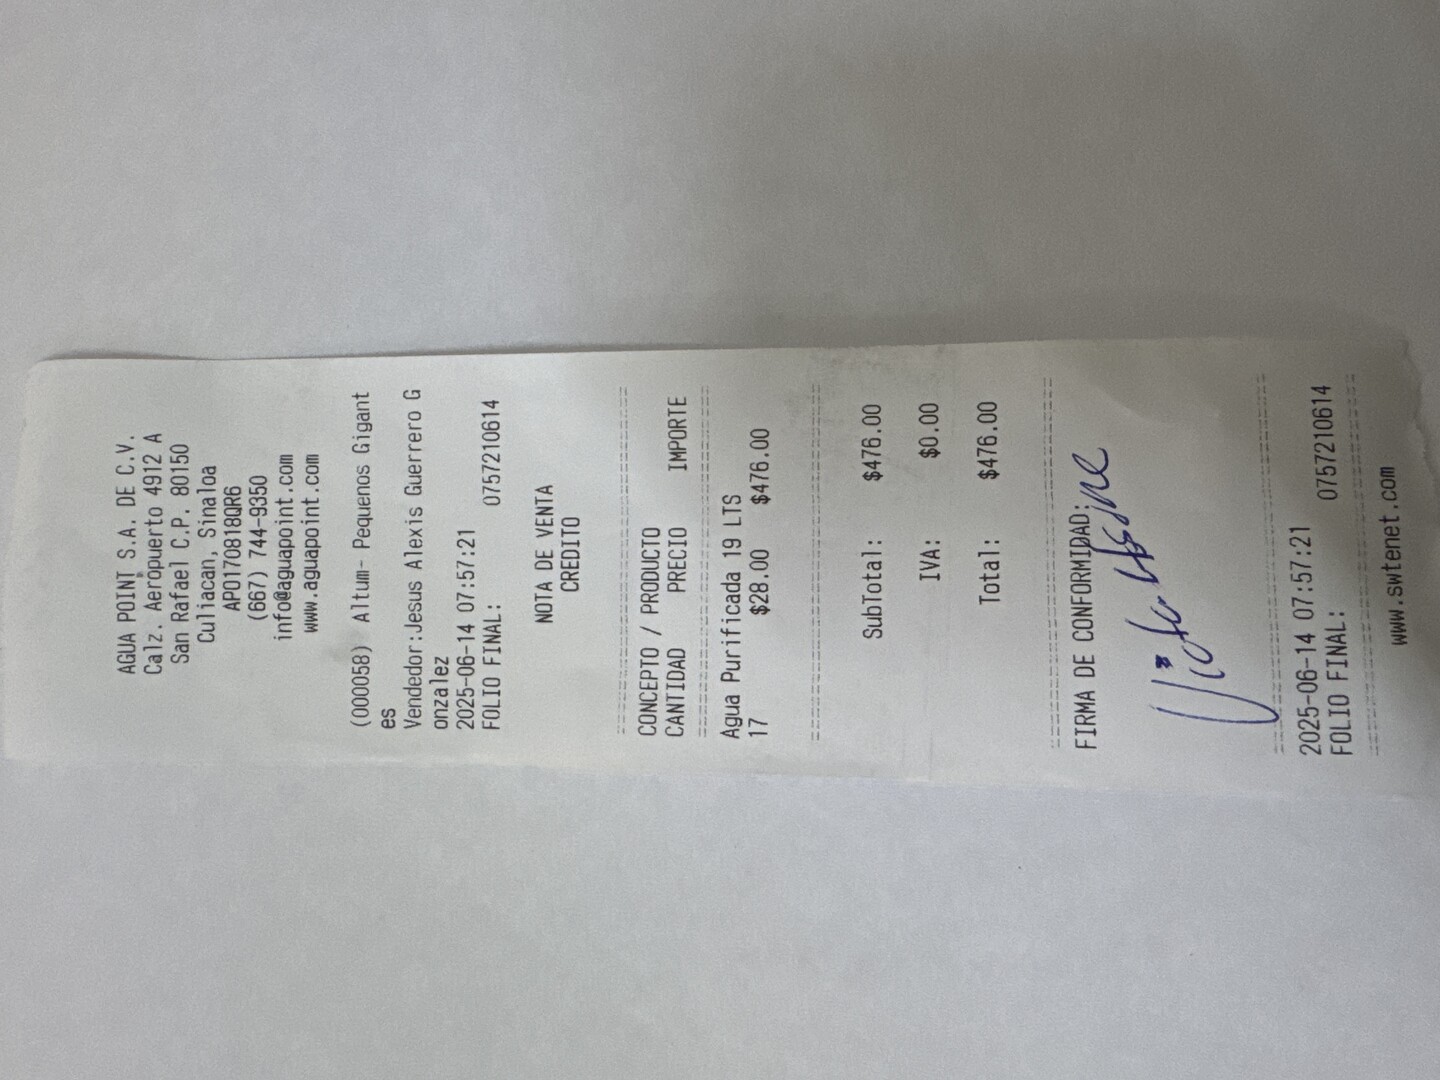 AGUA POINT S.A. DE C.V.
Calz. Aeropuerto 4912 A
San Rafael C.P. 80150
Culiacan, Sinaloa
APO170818QR6
(667) 744-9350
info@aguapoint.com
www.aguapoint.com
(000058) Altum- Pequenos Gigant
es
Vendedor:Jesus Alexis Guerrero G
onzalez
2025-06-14 07:57:21
FOLIO FINAL: 0757210614
NOTA DE VENTA
CREDITO
CONCEPTO / PRODUCTO
CANTIDAD PRECIO IMPORTE
Agua Purificada 19 LTS
17 $28.00 $476.00
SubTotal: $476.00
IVA: $0.00
Total: $476.00
FIRMA DE CONFORMIDAD:
2025-06-14 07:57:21
FOLIO FINAL: 0757210614
www.swtenet.com